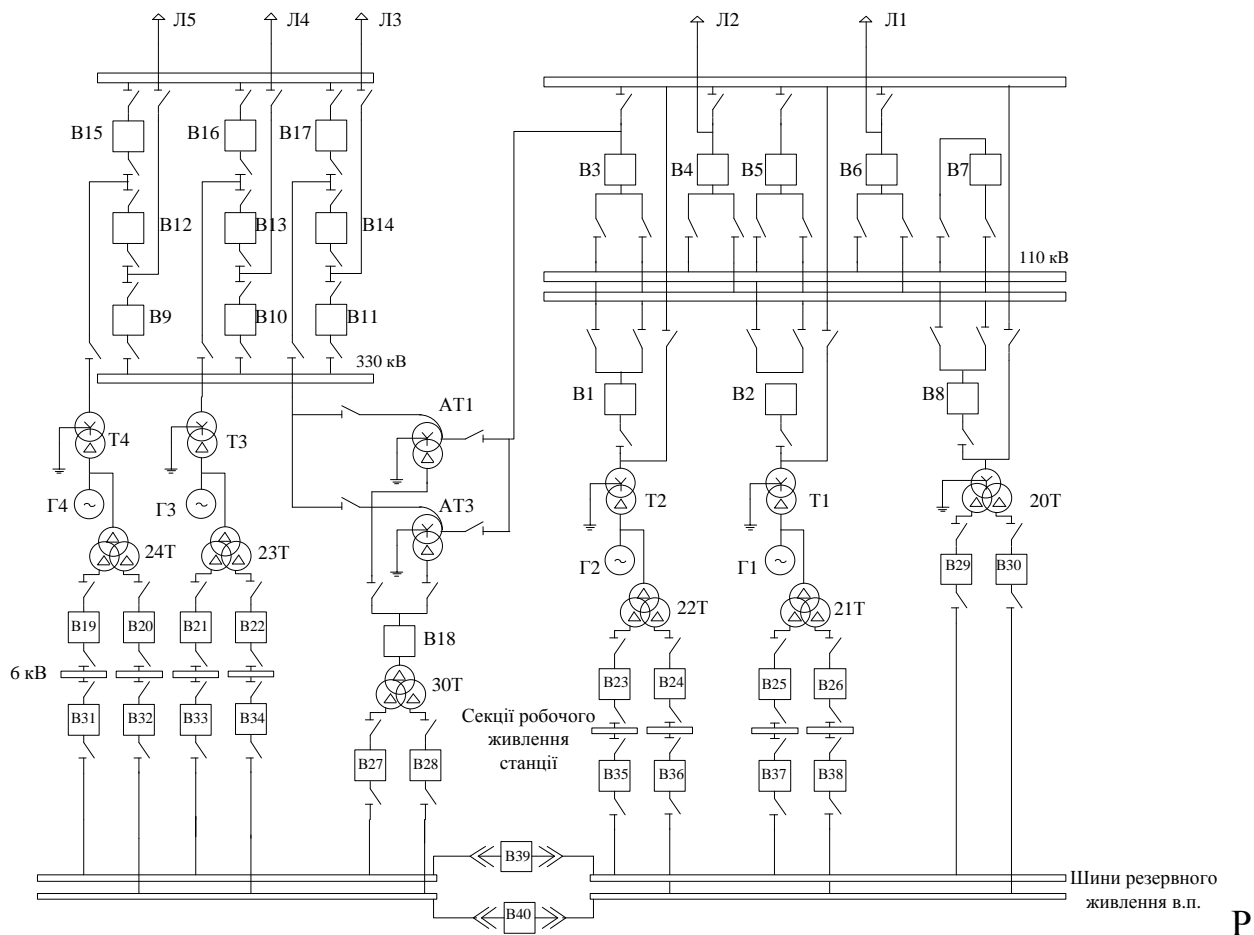 Л5
Л4
Л3
Л2
Л1
В15
В16
В17
В3
В4
В5
В6
В7
В12
В13
В14
110 кВ
В9
В10
В11
330 кВ
В1
В2
В8
АТ1
Т4
Т3
АТ3
Т2
Т1
20Т
Г4
~
Г3
~
Г2
~
Г1
~
24Т
23Т
В29
В30
22Т
21Т
В19
В20
В21
В22
В18
6 кВ
30Т
В23
В24
В25
В26
В31
В32
В33
В34
Секції робочого
живлення
станції
В27
В28
В35
В36
В37
В38
В39
Шини резервного
живлення в.п.
В40
Р